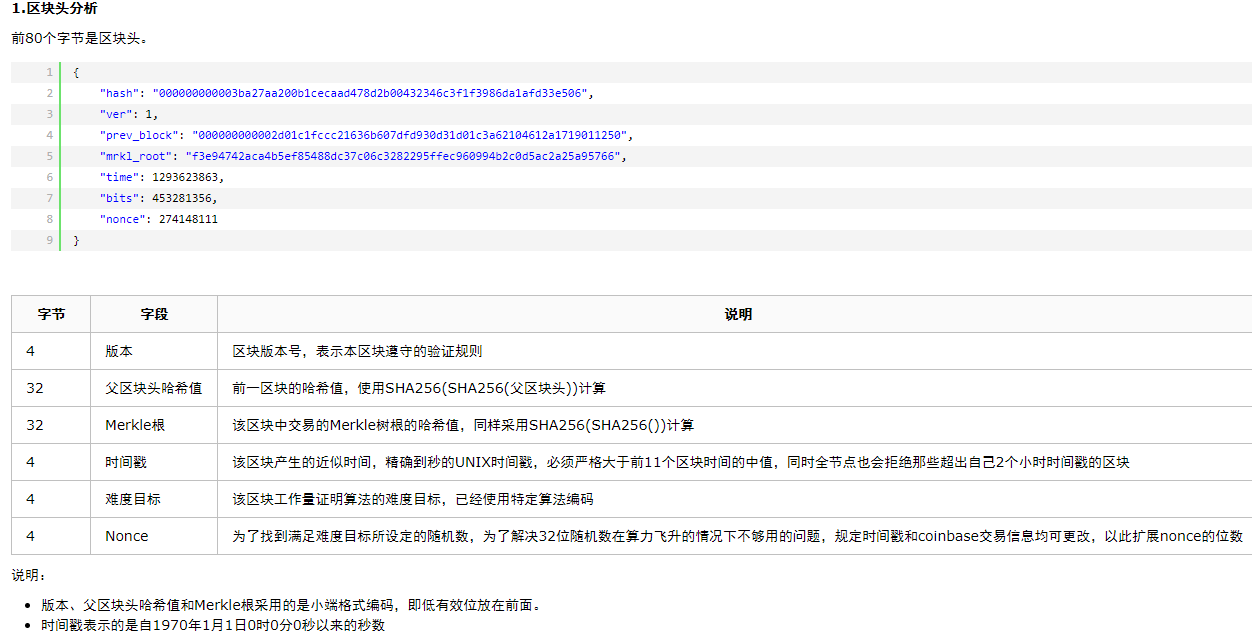 1.区块头分析
前80个字节是区块头。
1 {
2 "hash": "000000000003ba27aa200b1cecaad478d2b00432346c3f1f3986da1afd33e506",
3 "ver": 1,
4 "prev_block": "000000000002d01c1fccc21636b607dfd930d31d01c3a62104612a1719011250",
5 "mrkl_root": "f3e94742aca4b5ef85488dc37c06c3282295ffec960994b2c0d5ac2a25a95766",
6 "time": 1293623863,
7 "bits": 453281356,
8 "nonce": 274148111
9 }
字节 字段 说明
4 版本 区块版本号，表示本区块遵守的验证规则
32 父区块头哈希值 前一区块的哈希值，使用SHA256(SHA256(父区块头))计算
32 Merkle根 该区块中交易的Merkle树根的哈希值，同样采用SHA256(SHA256())计算
4 时间戳 该区块产生的近似时间，精确到秒的UNIX时间戳，必须严格大于前11个区块时间的中值，同时全节点也会拒绝那些超出自己2个小时时间戳的区块
4 难度目标 该区块工作量证明算法的难度目标，已经使用特定算法编码
4 Nonce 为了找到满足难度目标所设定的随机数，为了解决32位随机数在算力飞升的情况下不够用的问题，规定时间戳和coinbase交易信息均可更改，以此扩展nonce的位数
说明：
• 版本、父区块头哈希值和Merkle根采用的是小端格式编码，即低有效位放在前面。
• 时间戳表示的是自1970年1月1日0时0分0秒以来的秒数